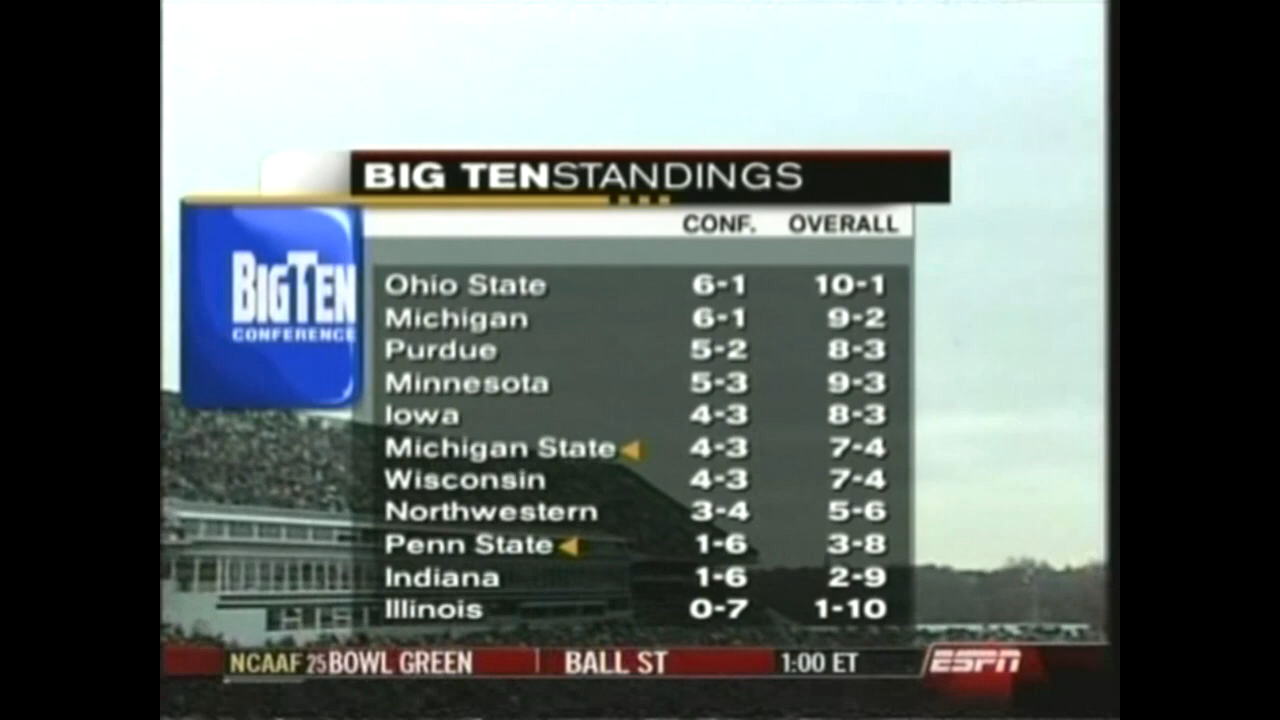 BIG TEN STANDINGS
CONF. OVERALL
BIG TEN
CONFERENCE
Ohio State 6-1 10-1
Michigan 6-1 9-2
Purdue 5-2 8-3
Minnesota 5-3 9-3
Iowa 4-3 8-3
Michigan State 4-3 7-4
Wisconsin 4-3 7-4
Northwestern 3-4 5-6
Penn State 1-6 3-8
Indiana 1-6 2-9
Illinois 0-7 1-10
NCAAF 25 BOWL GREEN BALL ST 1:00 ET ESPN